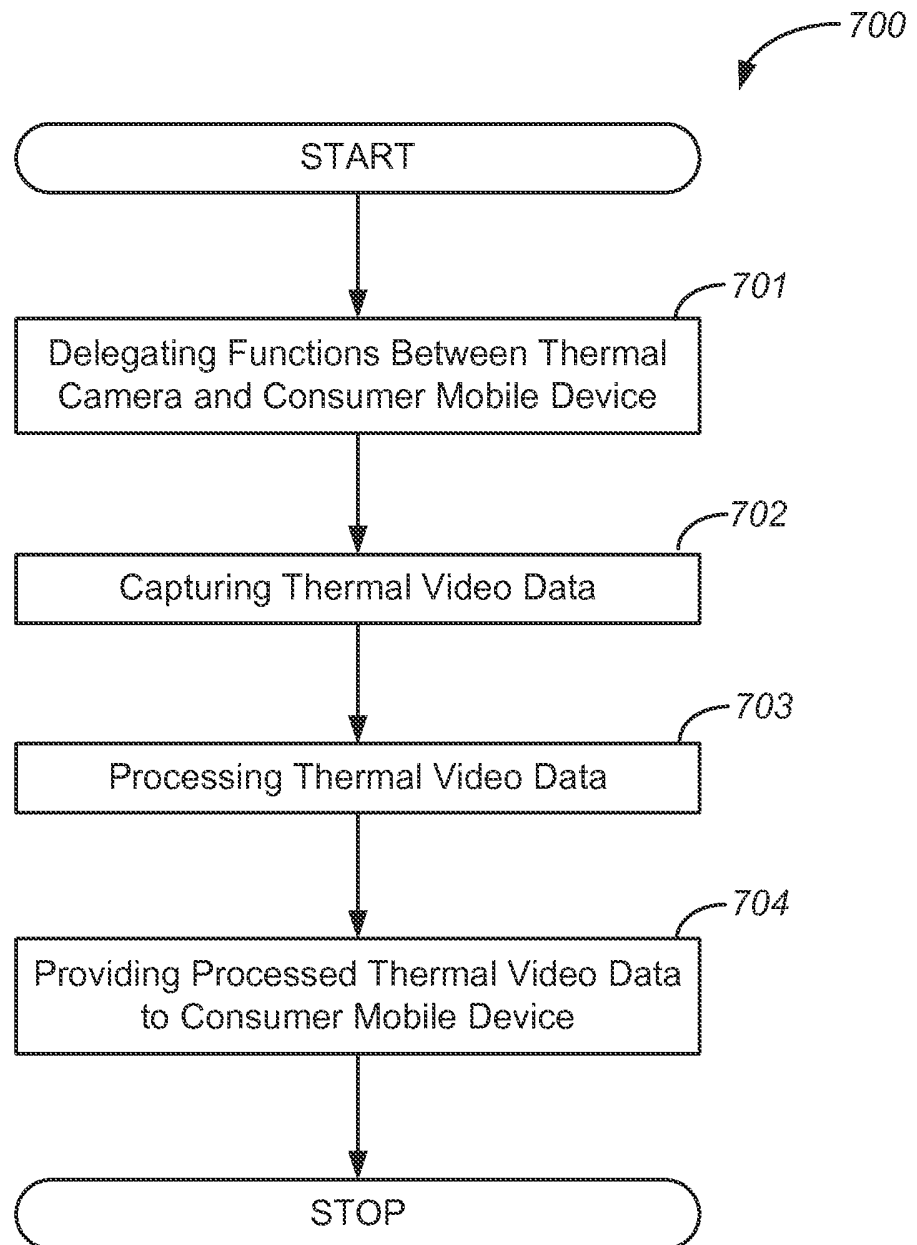 700
START
701
Delegating Functions Between Thermal
Camera and Consumer Mobile Device
702
Capturing Thermal Video Data
703
Processing Thermal Video Data
704
Providing Processed Thermal Video Data
to Consumer Mobile Device
STOP